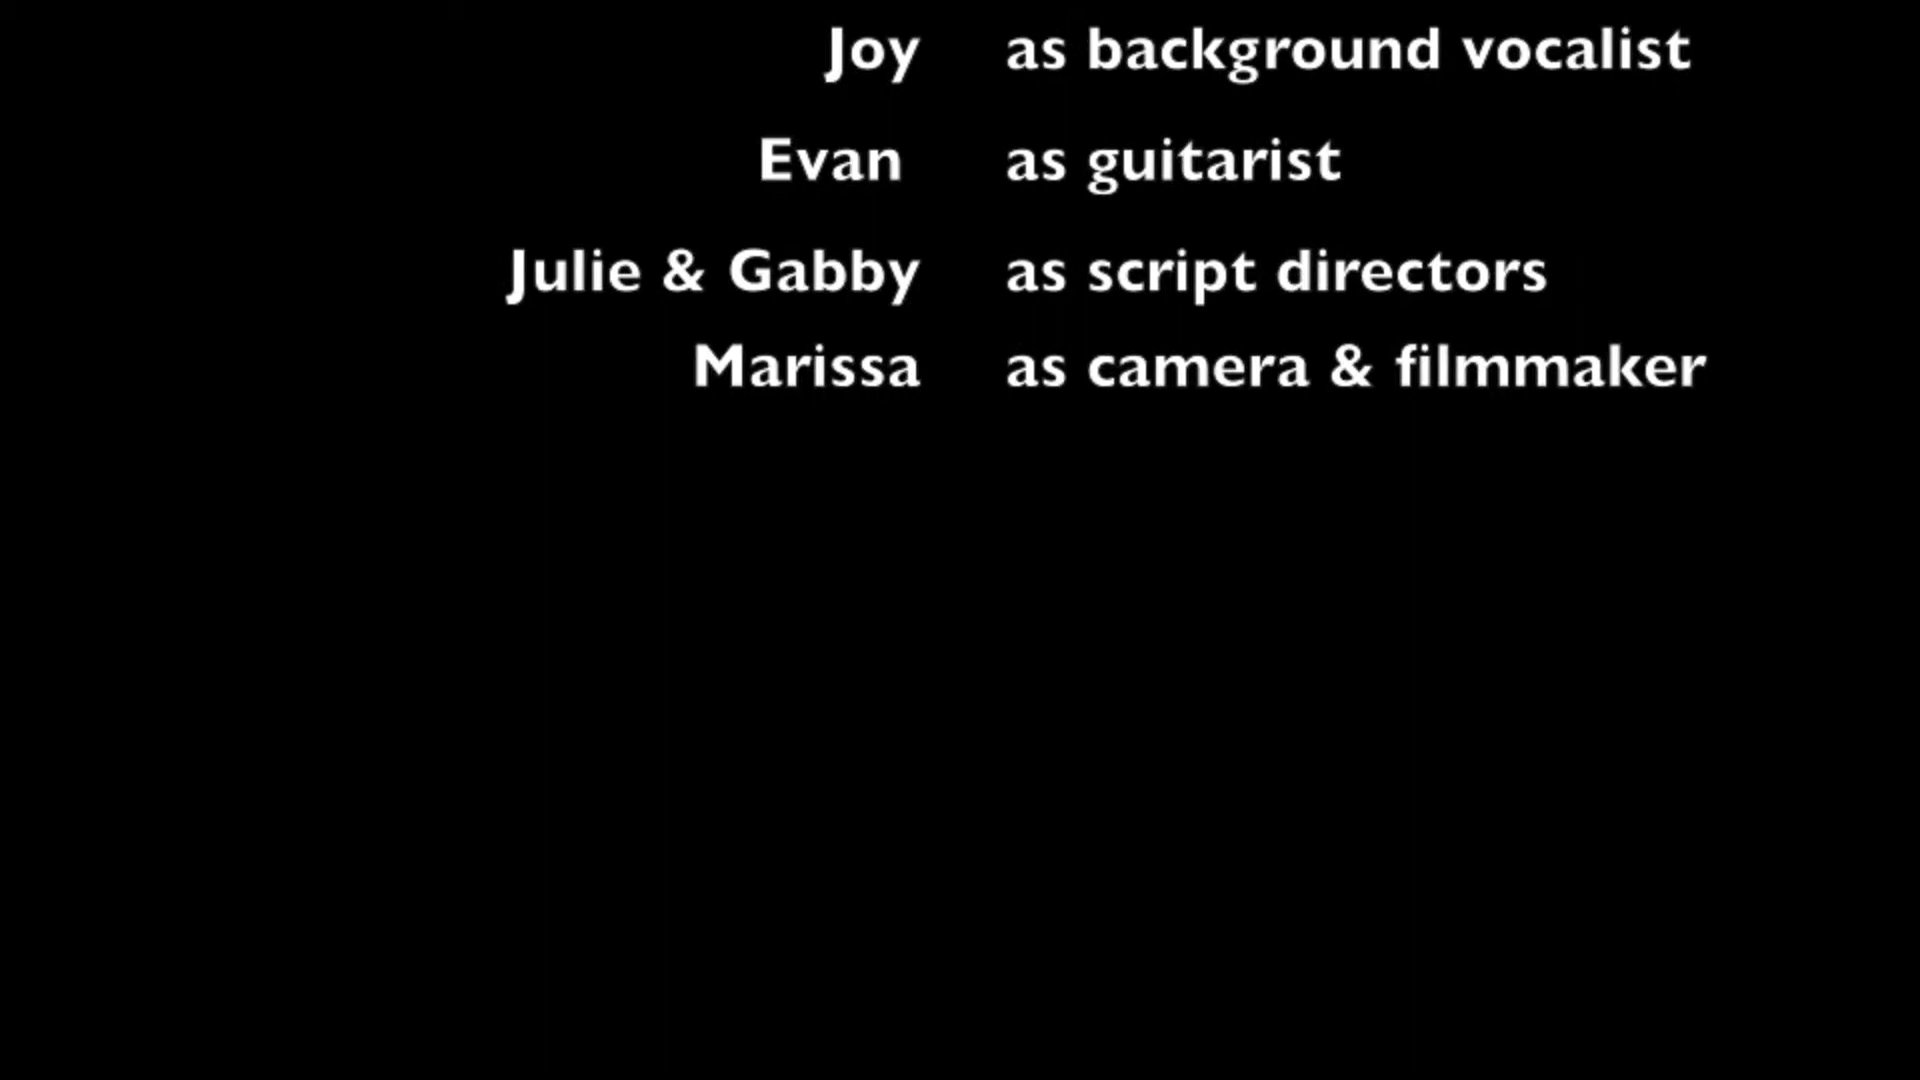 Joy as background vocalist
Evan as guitarist
Julie & Gabby as script directors
Marissa as camera & filmmaker